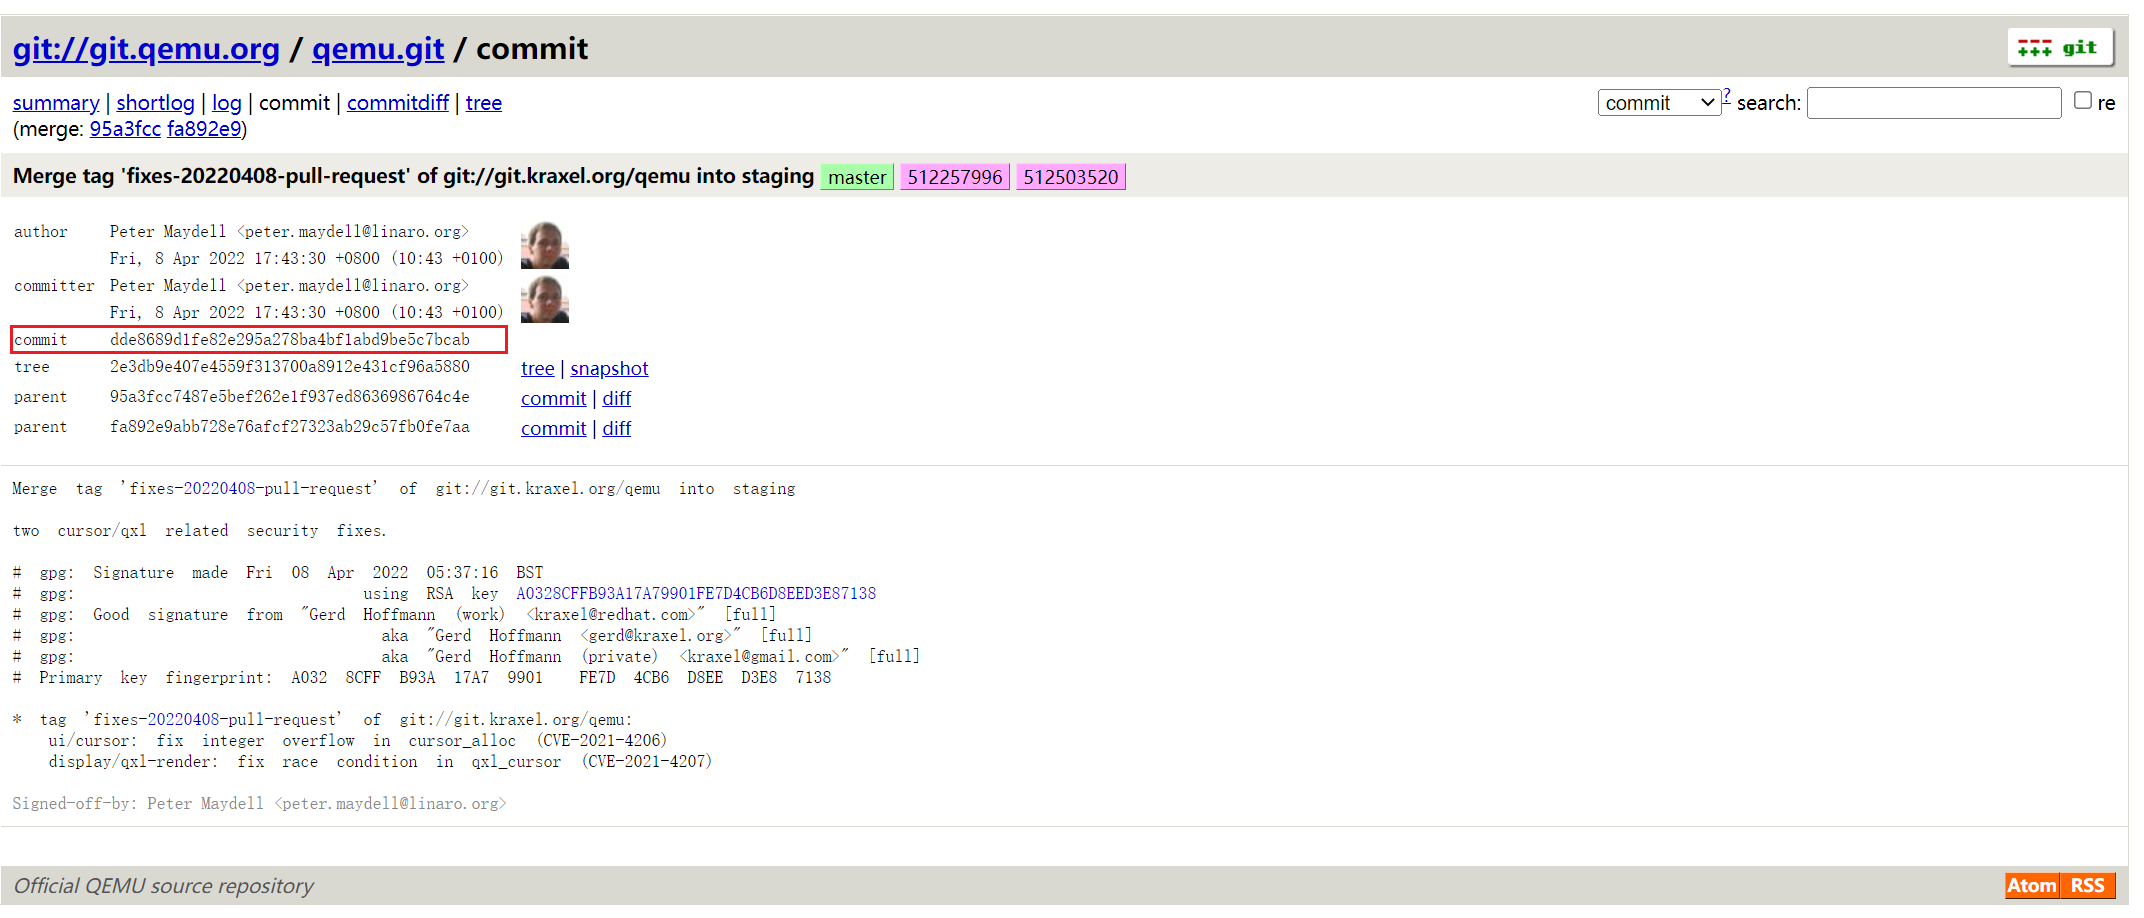 git://git.qemu.org / qemu.git / commit
git
summary | shortlog | log | commit | commitdiff | tree
commit ? search: re
(merge: 95a3fcc fa892e9)
Merge tag 'fixes-20220408-pull-request' of git://git.kraxel.org/qemu into staging master 512257996 512503520
author Peter Maydell <peter.maydell@linaro.org>
Fri, 8 Apr 2022 17:43:30 +0800 (10:43 +0100)
committer Peter Maydell <peter.maydell@linaro.org>
Fri, 8 Apr 2022 17:43:30 +0800 (10:43 +0100)
commit dde8689d1fe82e295a278ba4bf1abd9be5c7bcab
tree 2e3db9e407e4559f313700a8912e431cf96a5880 tree | snapshot
parent 95a3fcc7487e5bef262e1f937ed8636986764c4e commit | diff
parent fa892e9abb728e76afcf27323ab29c57fb0fe7aa commit | diff
Merge tag 'fixes-20220408-pull-request' of git://git.kraxel.org/qemu into staging
two cursor/qxl related security fixes.
# gpg: Signature made Fri 08 Apr 2022 05:37:16 BST
# gpg: using RSA key A0328CFFB93A17A79901FE7D4CB6D8EED3E87138
# gpg: Good signature from "Gerd Hoffmann (work) <kraxel@redhat.com>" [full]
# gpg: aka "Gerd Hoffmann <gerd@kraxel.org>" [full]
# gpg: aka "Gerd Hoffmann (private) <kraxel@gmail.com>" [full]
# Primary key fingerprint: A032 8CFF B93A 17A7 9901 FE7D 4CB6 D8EE D3E8 7138
* tag 'fixes-20220408-pull-request' of git://git.kraxel.org/qemu:
ui/cursor: fix integer overflow in cursor_alloc (CVE-2021-4206)
display/qxl-render: fix race condition in qxl_cursor (CVE-2021-4207)
Signed-off-by: Peter Maydell <peter.maydell@linaro.org>
Official QEMU source repository
Atom RSS